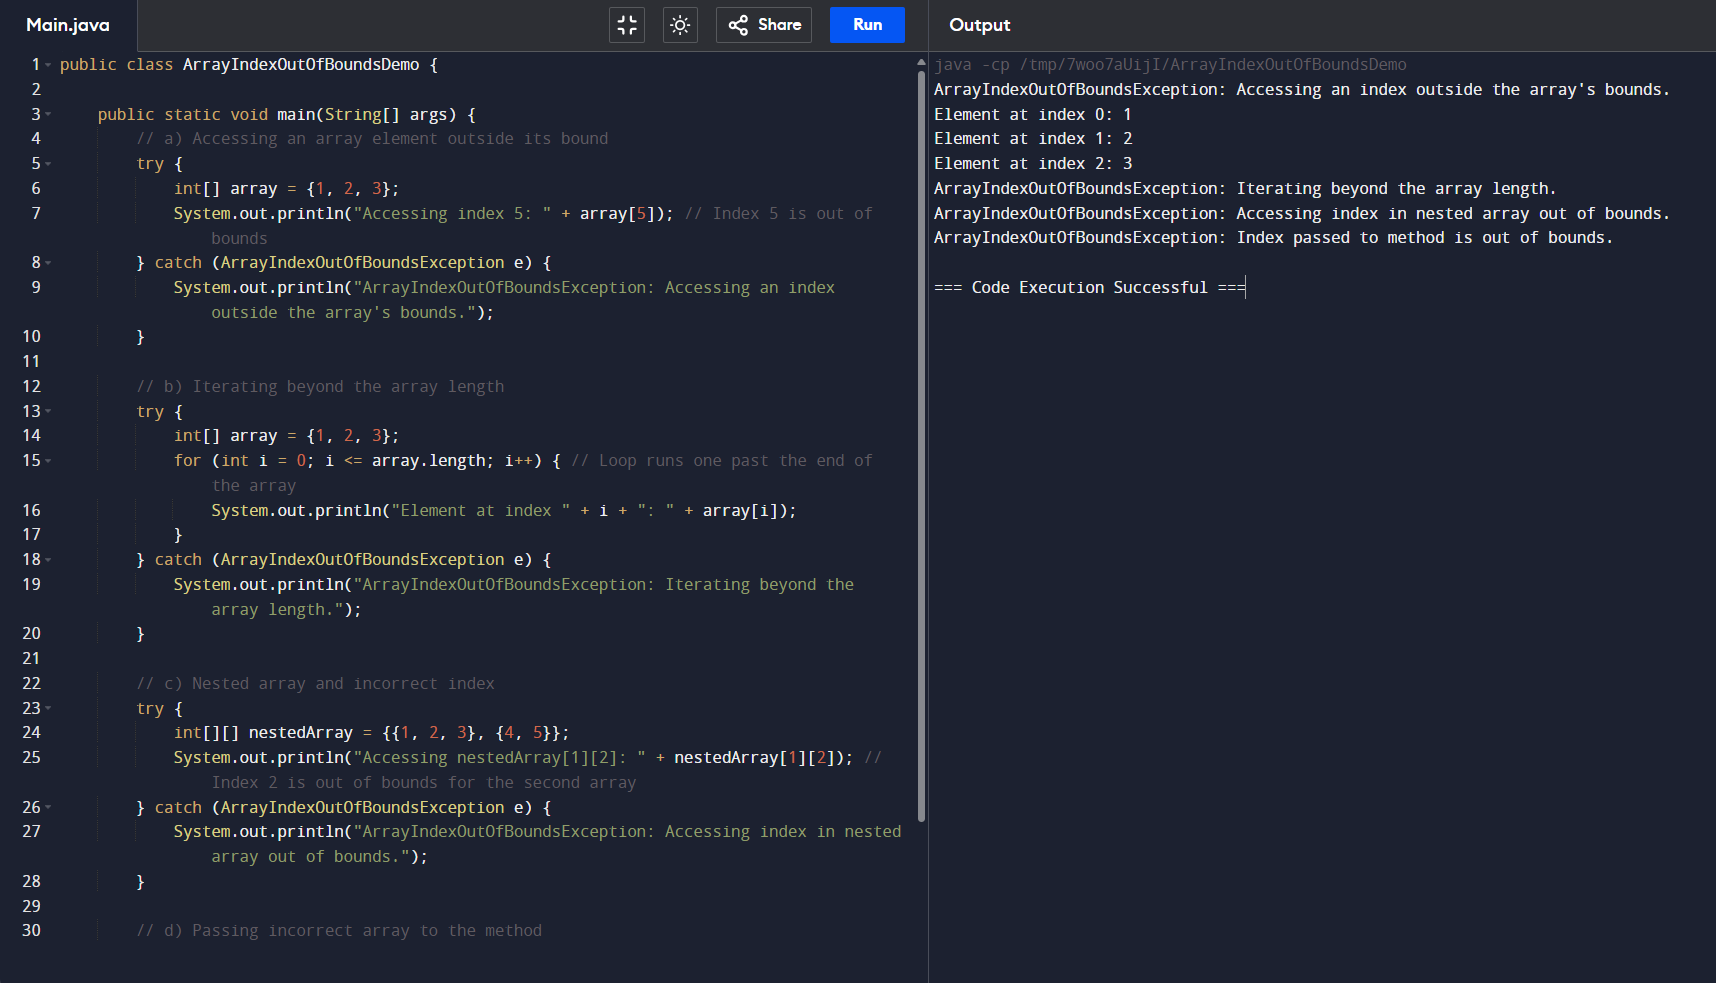 Main.java
Share
Run
Output
1 public class ArrayIndexOutOfBoundsDemo {
2
3     public static void main(String[] args) {
4         // a) Accessing an array element outside its bound
5         try {
6             int[] array = {1, 2, 3};
7             System.out.println("Accessing index 5: " + array[5]); // Index 5 is out of
                bounds
8         } catch (ArrayIndexOutOfBoundsException e) {
9             System.out.println("ArrayIndexOutOfBoundsException: Accessing an index
                outside the array's bounds.");
10         }
11
12         // b) Iterating beyond the array length
13         try {
14             int[] array = {1, 2, 3};
15             for (int i = 0; i <= array.length; i++) { // Loop runs one past the end of
                the array
16                 System.out.println("Element at index " + i + ": " + array[i]);
17             }
18         } catch (ArrayIndexOutOfBoundsException e) {
19             System.out.println("ArrayIndexOutOfBoundsException: Iterating beyond the
                array length.");
20         }
21
22         // c) Nested array and incorrect index
23         try {
24             int[][] nestedArray = {{1, 2, 3}, {4, 5}};
25             System.out.println("Accessing nestedArray[1][2]: " + nestedArray[1][2]); //
                Index 2 is out of bounds for the second array
26         } catch (ArrayIndexOutOfBoundsException e) {
27             System.out.println("ArrayIndexOutOfBoundsException: Accessing index in nested
                array out of bounds.");
28         }
29
30         // d) Passing incorrect array to the method
java -cp /tmp/7woo7aUijI/ArrayIndexOutOfBoundsDemo
ArrayIndexOutOfBoundsException: Accessing an index outside the array's bounds.
Element at index 0: 1
Element at index 1: 2
Element at index 2: 3
ArrayIndexOutOfBoundsException: Iterating beyond the array length.
ArrayIndexOutOfBoundsException: Accessing index in nested array out of bounds.
ArrayIndexOutOfBoundsException: Index passed to method is out of bounds.
=== Code Execution Successful ===